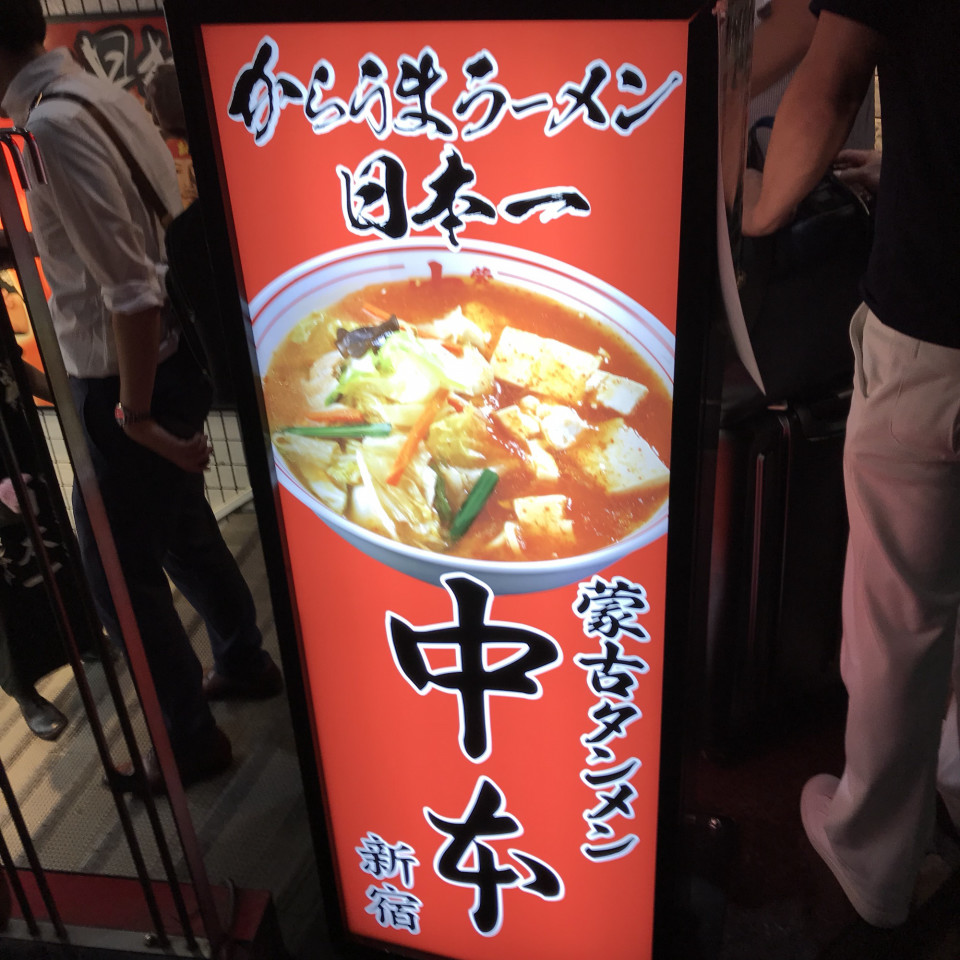 からうまラーメン
日本一
蒙古タンメン
中本
新宿